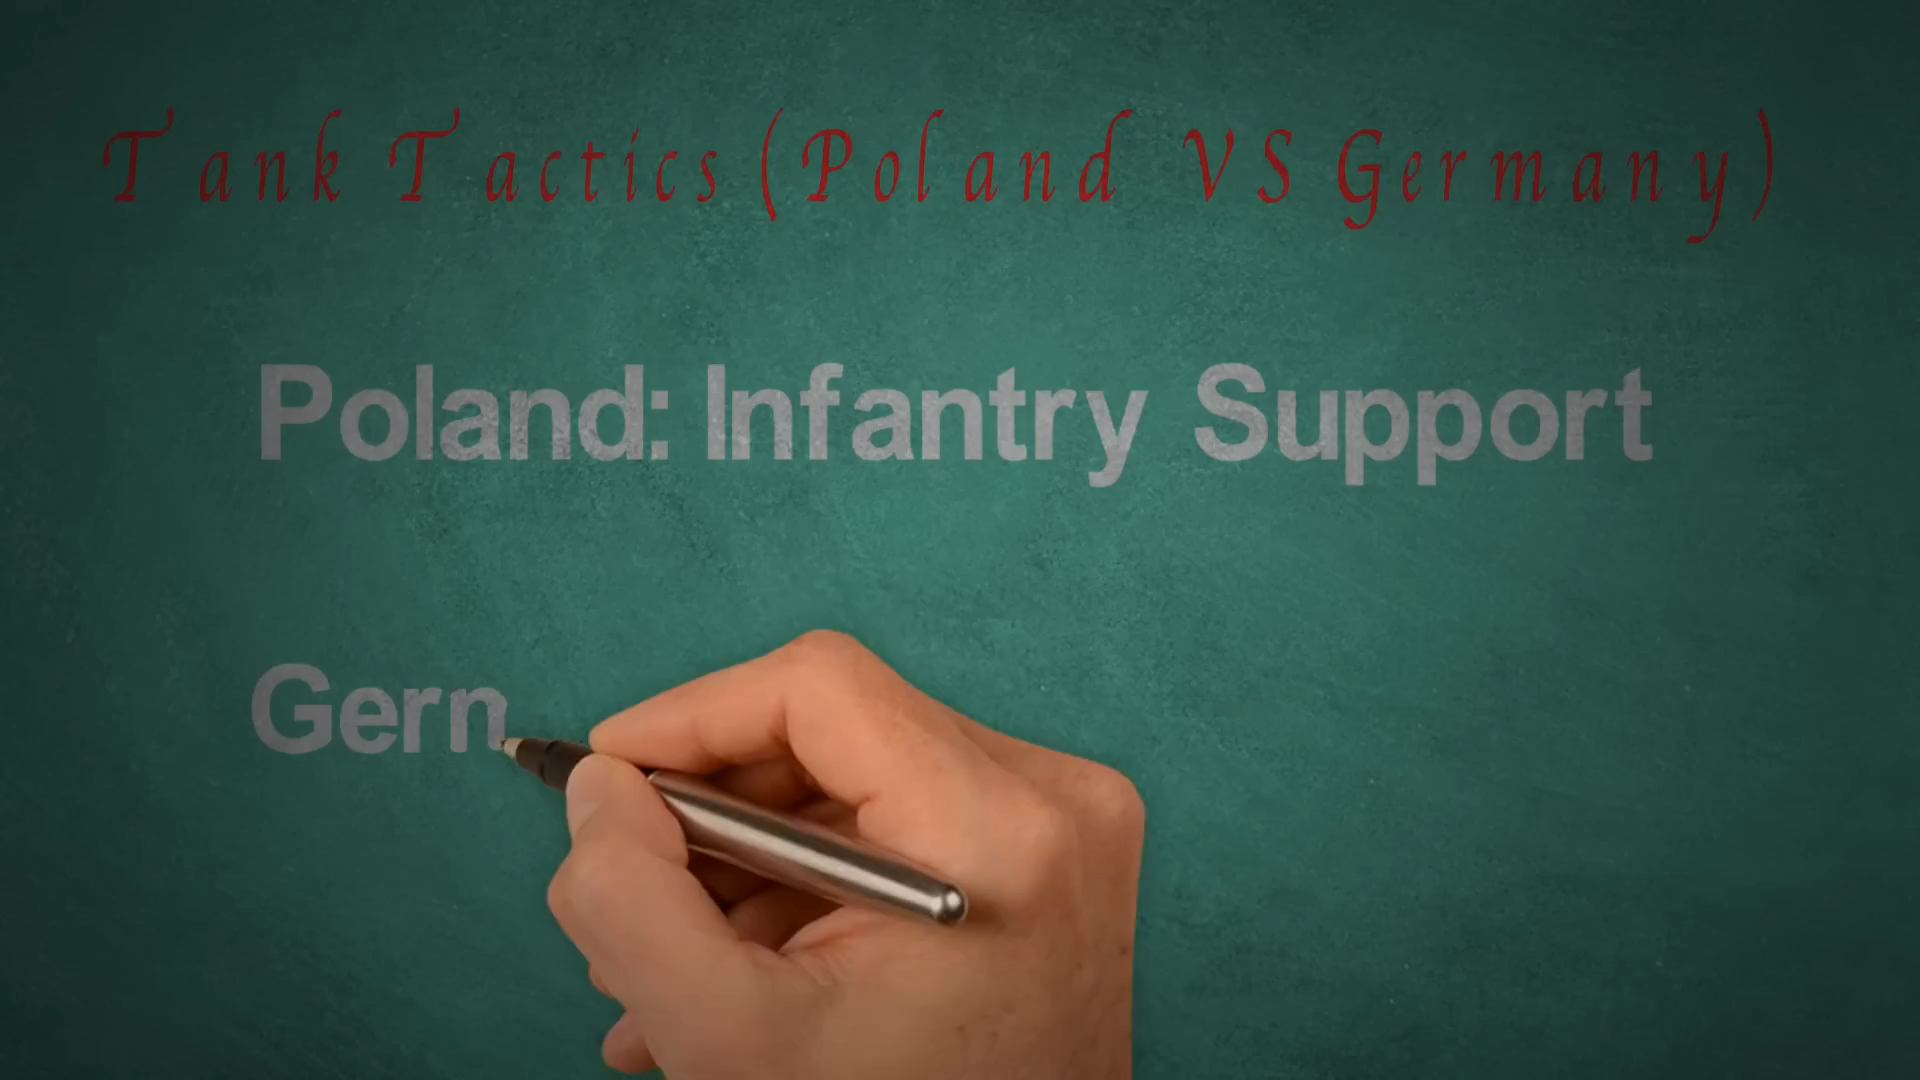 Tank Tactics (Poland VS Germany)
Poland: Infantry Support
Gern